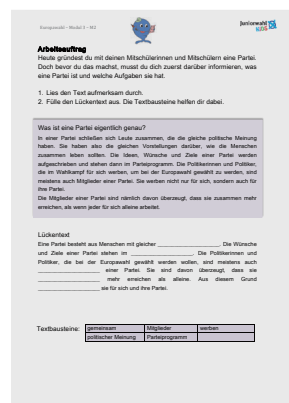 Europawahl – Modul 3 – M2
Juniorwahl
KIDS
Arbeitsauftrag
Heute gründest du mit deinen Mitschülerinnen und Mitschülern eine Partei.
Doch bevor du das machst, musst du dich zuerst darüber informieren, was
eine Partei ist und welche Aufgaben sie hat.
1. Lies den Text aufmerksam durch.
2. Fülle den Lückentext aus. Die Textbausteine helfen dir dabei.
Was ist eine Partei eigentlich genau?
In einer Partei schließen sich Leute zusammen, die die gleiche politische Meinung
haben. Sie haben also die gleichen Vorstellungen darüber, wie die Menschen
zusammen leben sollten. Die Ideen, Wünsche und Ziele einer Partei werden
aufgeschrieben und stehen dann im Parteiprogramm. Die Politikerinnen und Politiker,
die im Wahlkampf für sich werben, um bei der Europawahl gewählt zu werden, sind
meistens auch Mitglieder einer Partei. Sie werben nicht nur für sich, sondern auch für
ihre Partei.
Die Mitglieder einer Partei sind nämlich davon überzeugt, dass sie zusammen mehr
erreichen, als wenn jeder für sich alleine arbeitet.
Lückentext
Eine Partei besteht aus Menschen mit gleicher ____________________. Die Wünsche
und Ziele einer Partei stehen im ____________________. Die Politikerinnen und
Politiker, die bei der Europawahl gewählt werden wollen, sind meistens auch
____________________ einer Partei. Sie sind davon überzeugt, dass sie
____________________ mehr erreichen als alleine. Aus diesem Grund
____________________ sie für sich und ihre Partei.
Textbausteine: gemeinsam Mitglieder werben
politischer Meinung Parteiprogramm